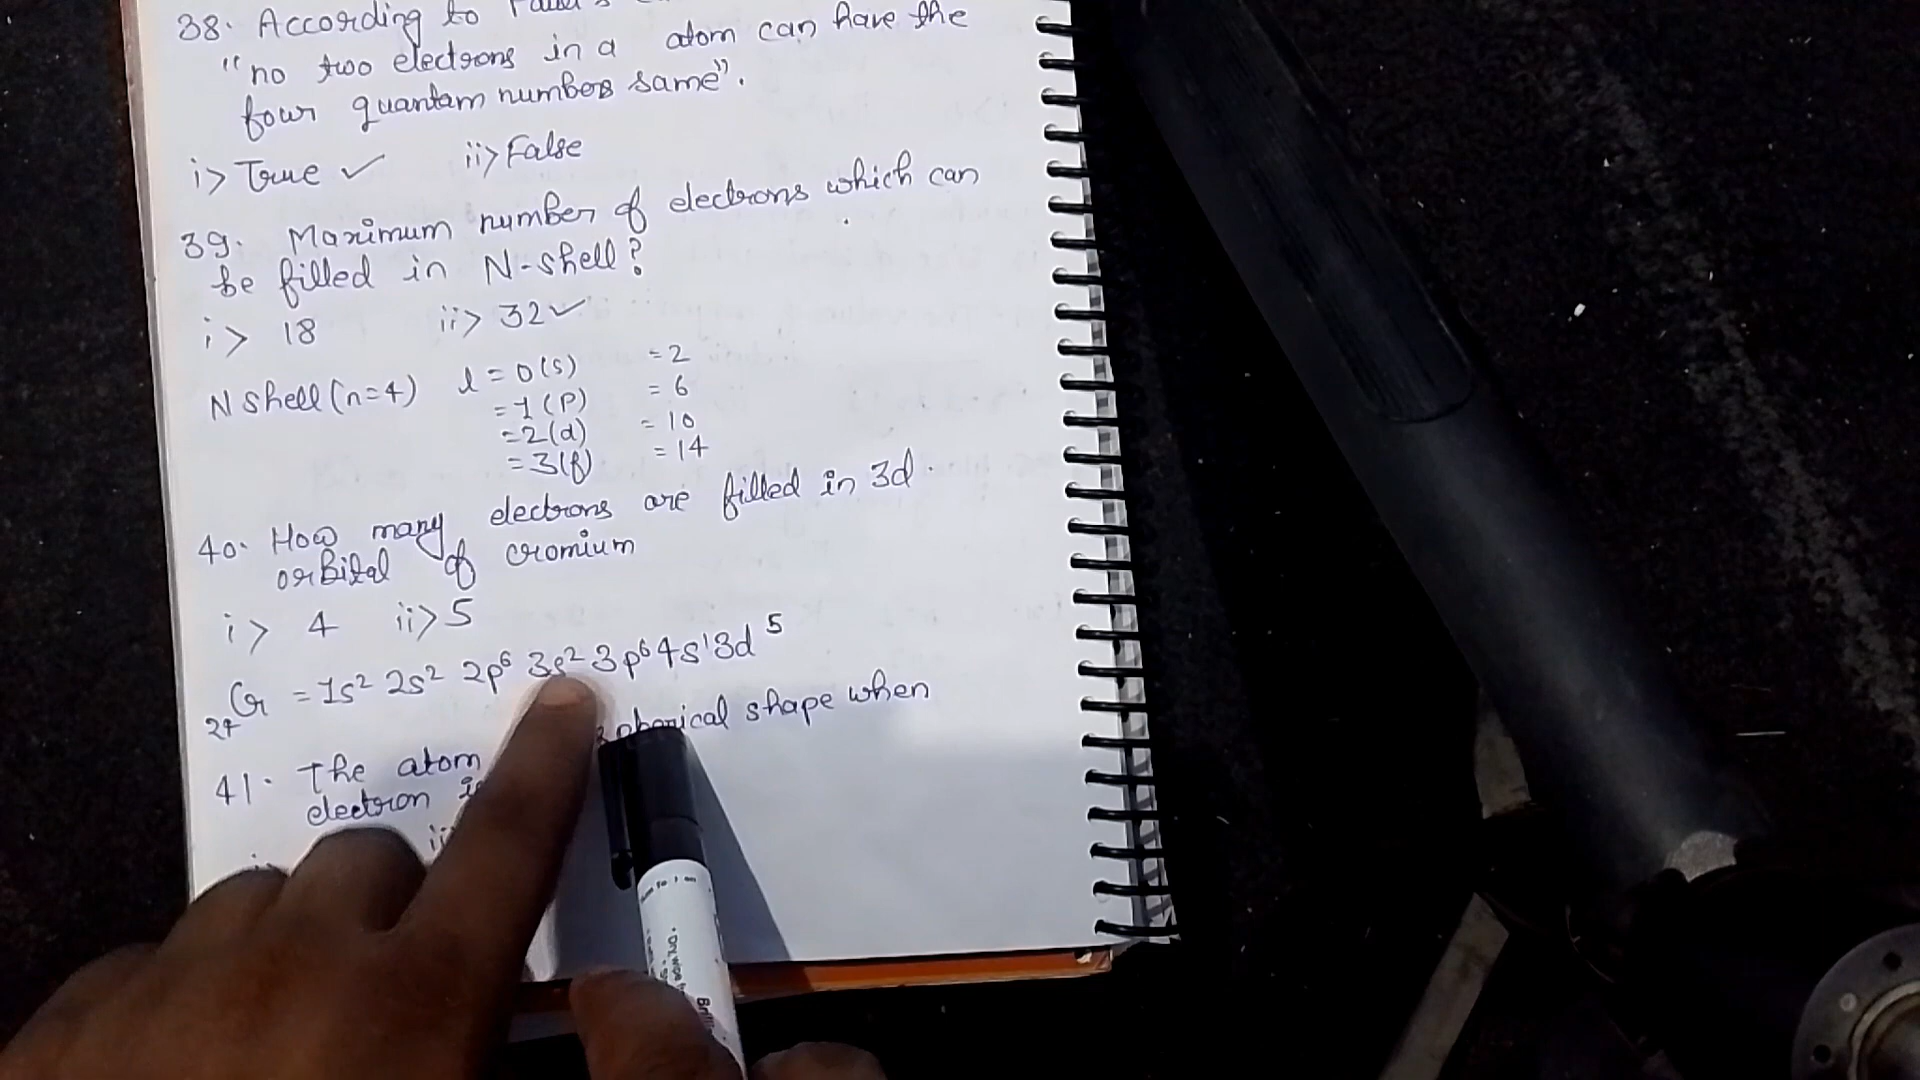 38. According to
"no two electrons in a atom can have the
four quantam numbers same".
i> True ✓ ii> False
39. Maximum number of electrons which can
be filled in N-shell?
i> 18 ii> 32 ✓
N shell (n=4) l = 0(s) = 2
= 1 (p) = 6
= 2(d) = 10
= 3(f) = 14
40. How many electrons are filled in 3d
orbital of cromium
i> 4 ii> 5
24Cr = 1s² 2s² 2p⁶ 3s² 3p⁶ 4s¹ 3d⁵
41. The atom shape when
electron